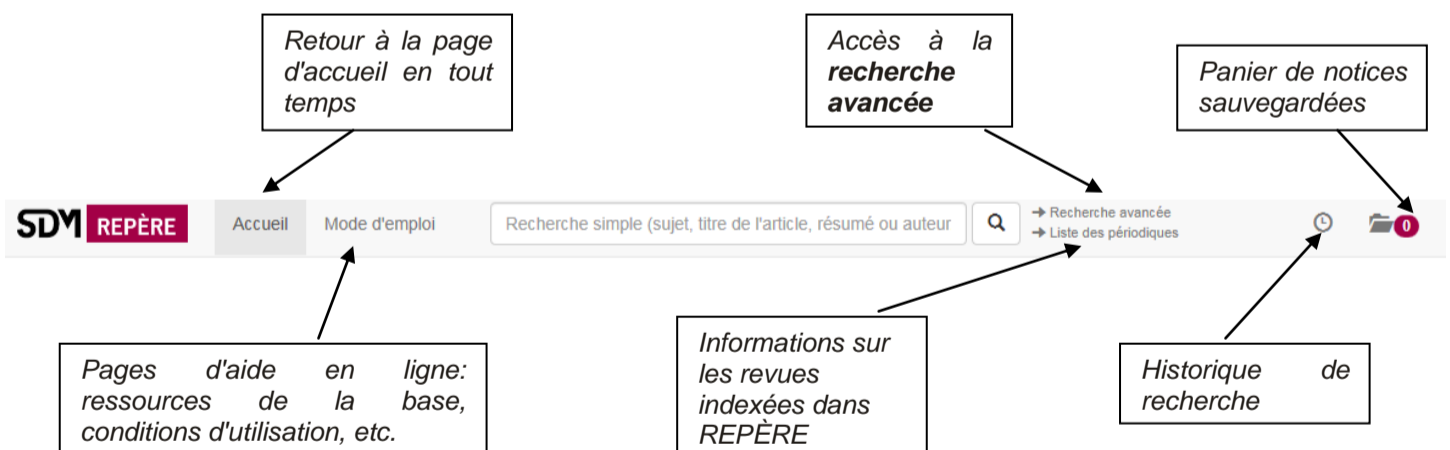 Retour à la page
d'accueil en tout
temps
Accès à la
recherche
avancée
Panier de notices
sauvegardées
SDM REPÈRE Accueil Mode d'emploi Recherche simple (sujet, titre de l'article, résumé ou auteur
→ Recherche avancée
→ Liste des périodiques
0
Pages d'aide en ligne:
ressources de la base,
conditions d'utilisation, etc.
Informations sur
les revues
indexées dans
REPÈRE
Historique de
recherche